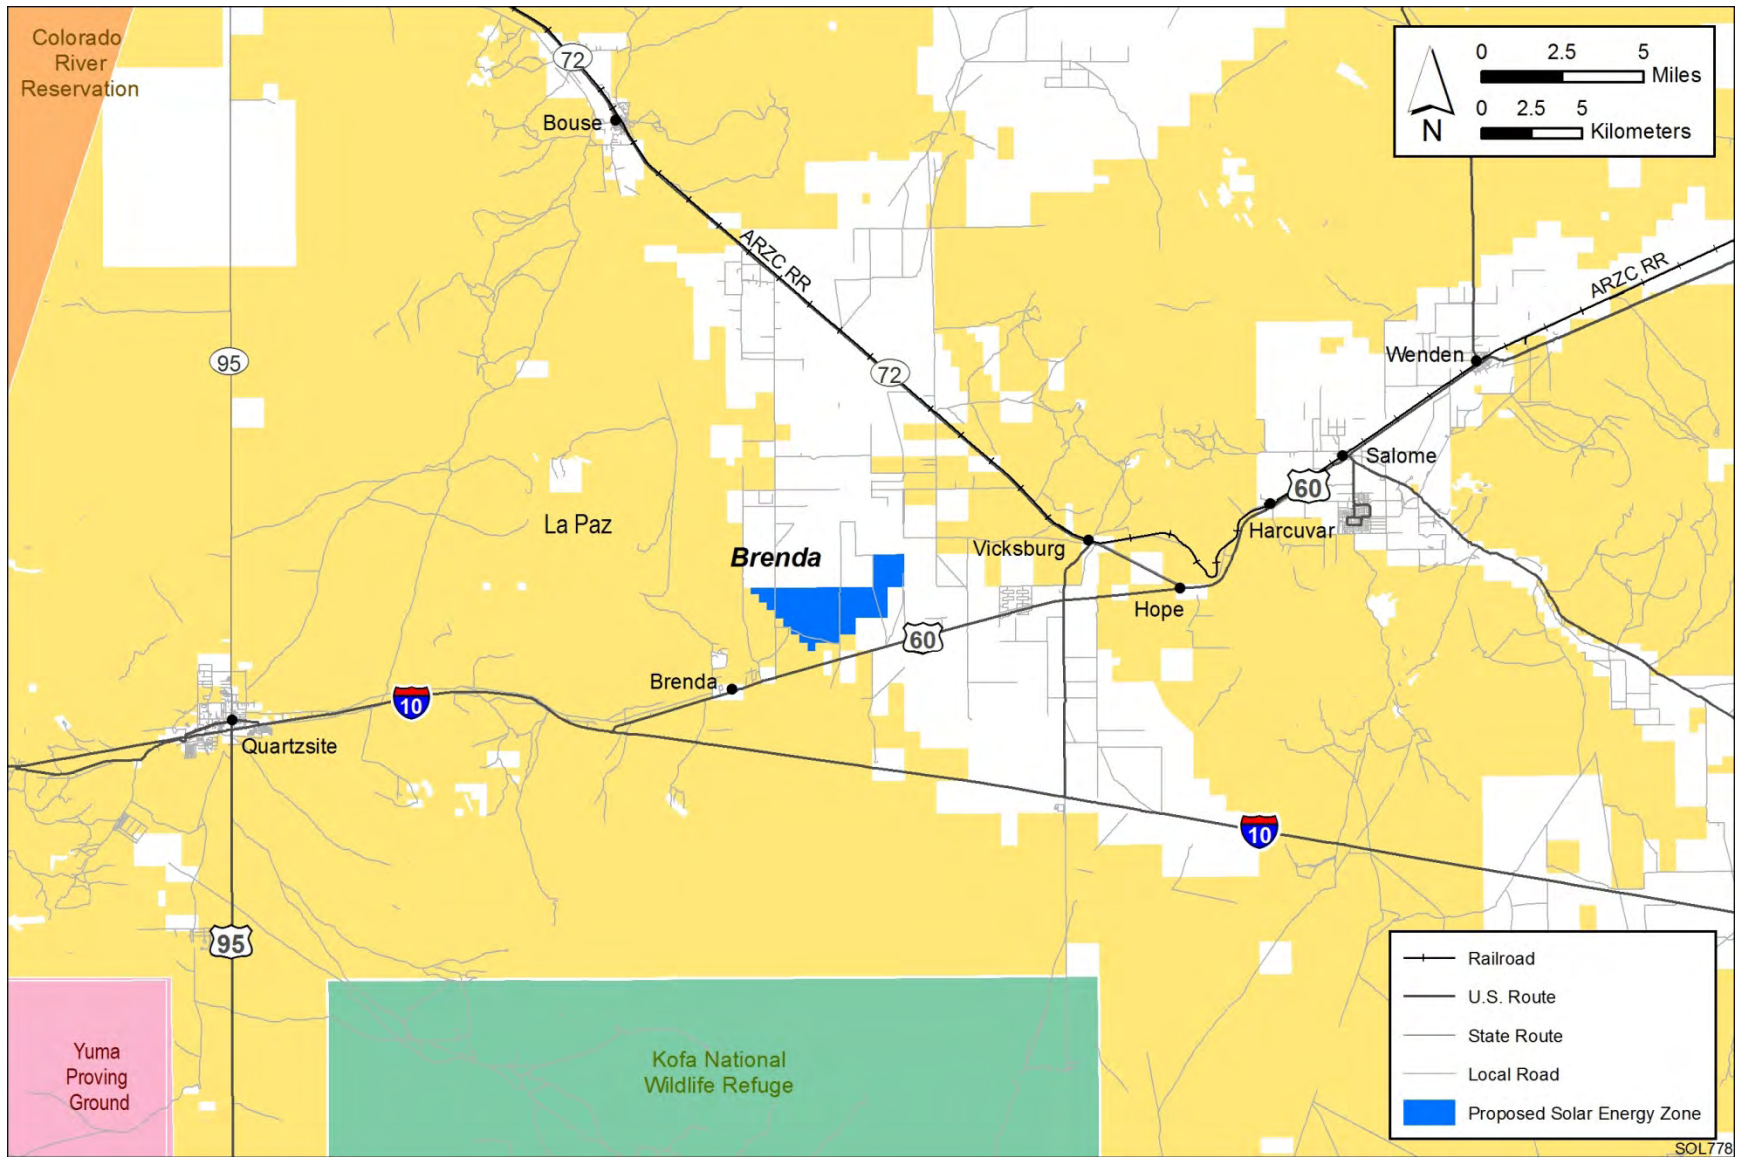 Colorado
River
Reservation
72
Bouse
0 2.5 5
Miles
0 2.5 5
Kilometers
N
ARZC RR
ARZC RR
95
72
Wenden
Salome
60
Harcuvar
La Paz
Vicksburg
Brenda
Hope
60
Brenda
10
Quartzsite
10
95
Railroad
U.S. Route
State Route
Local Road
Proposed Solar Energy Zone
Yuma
Proving
Ground
Kofa National
Wildlife Refuge
SOL778